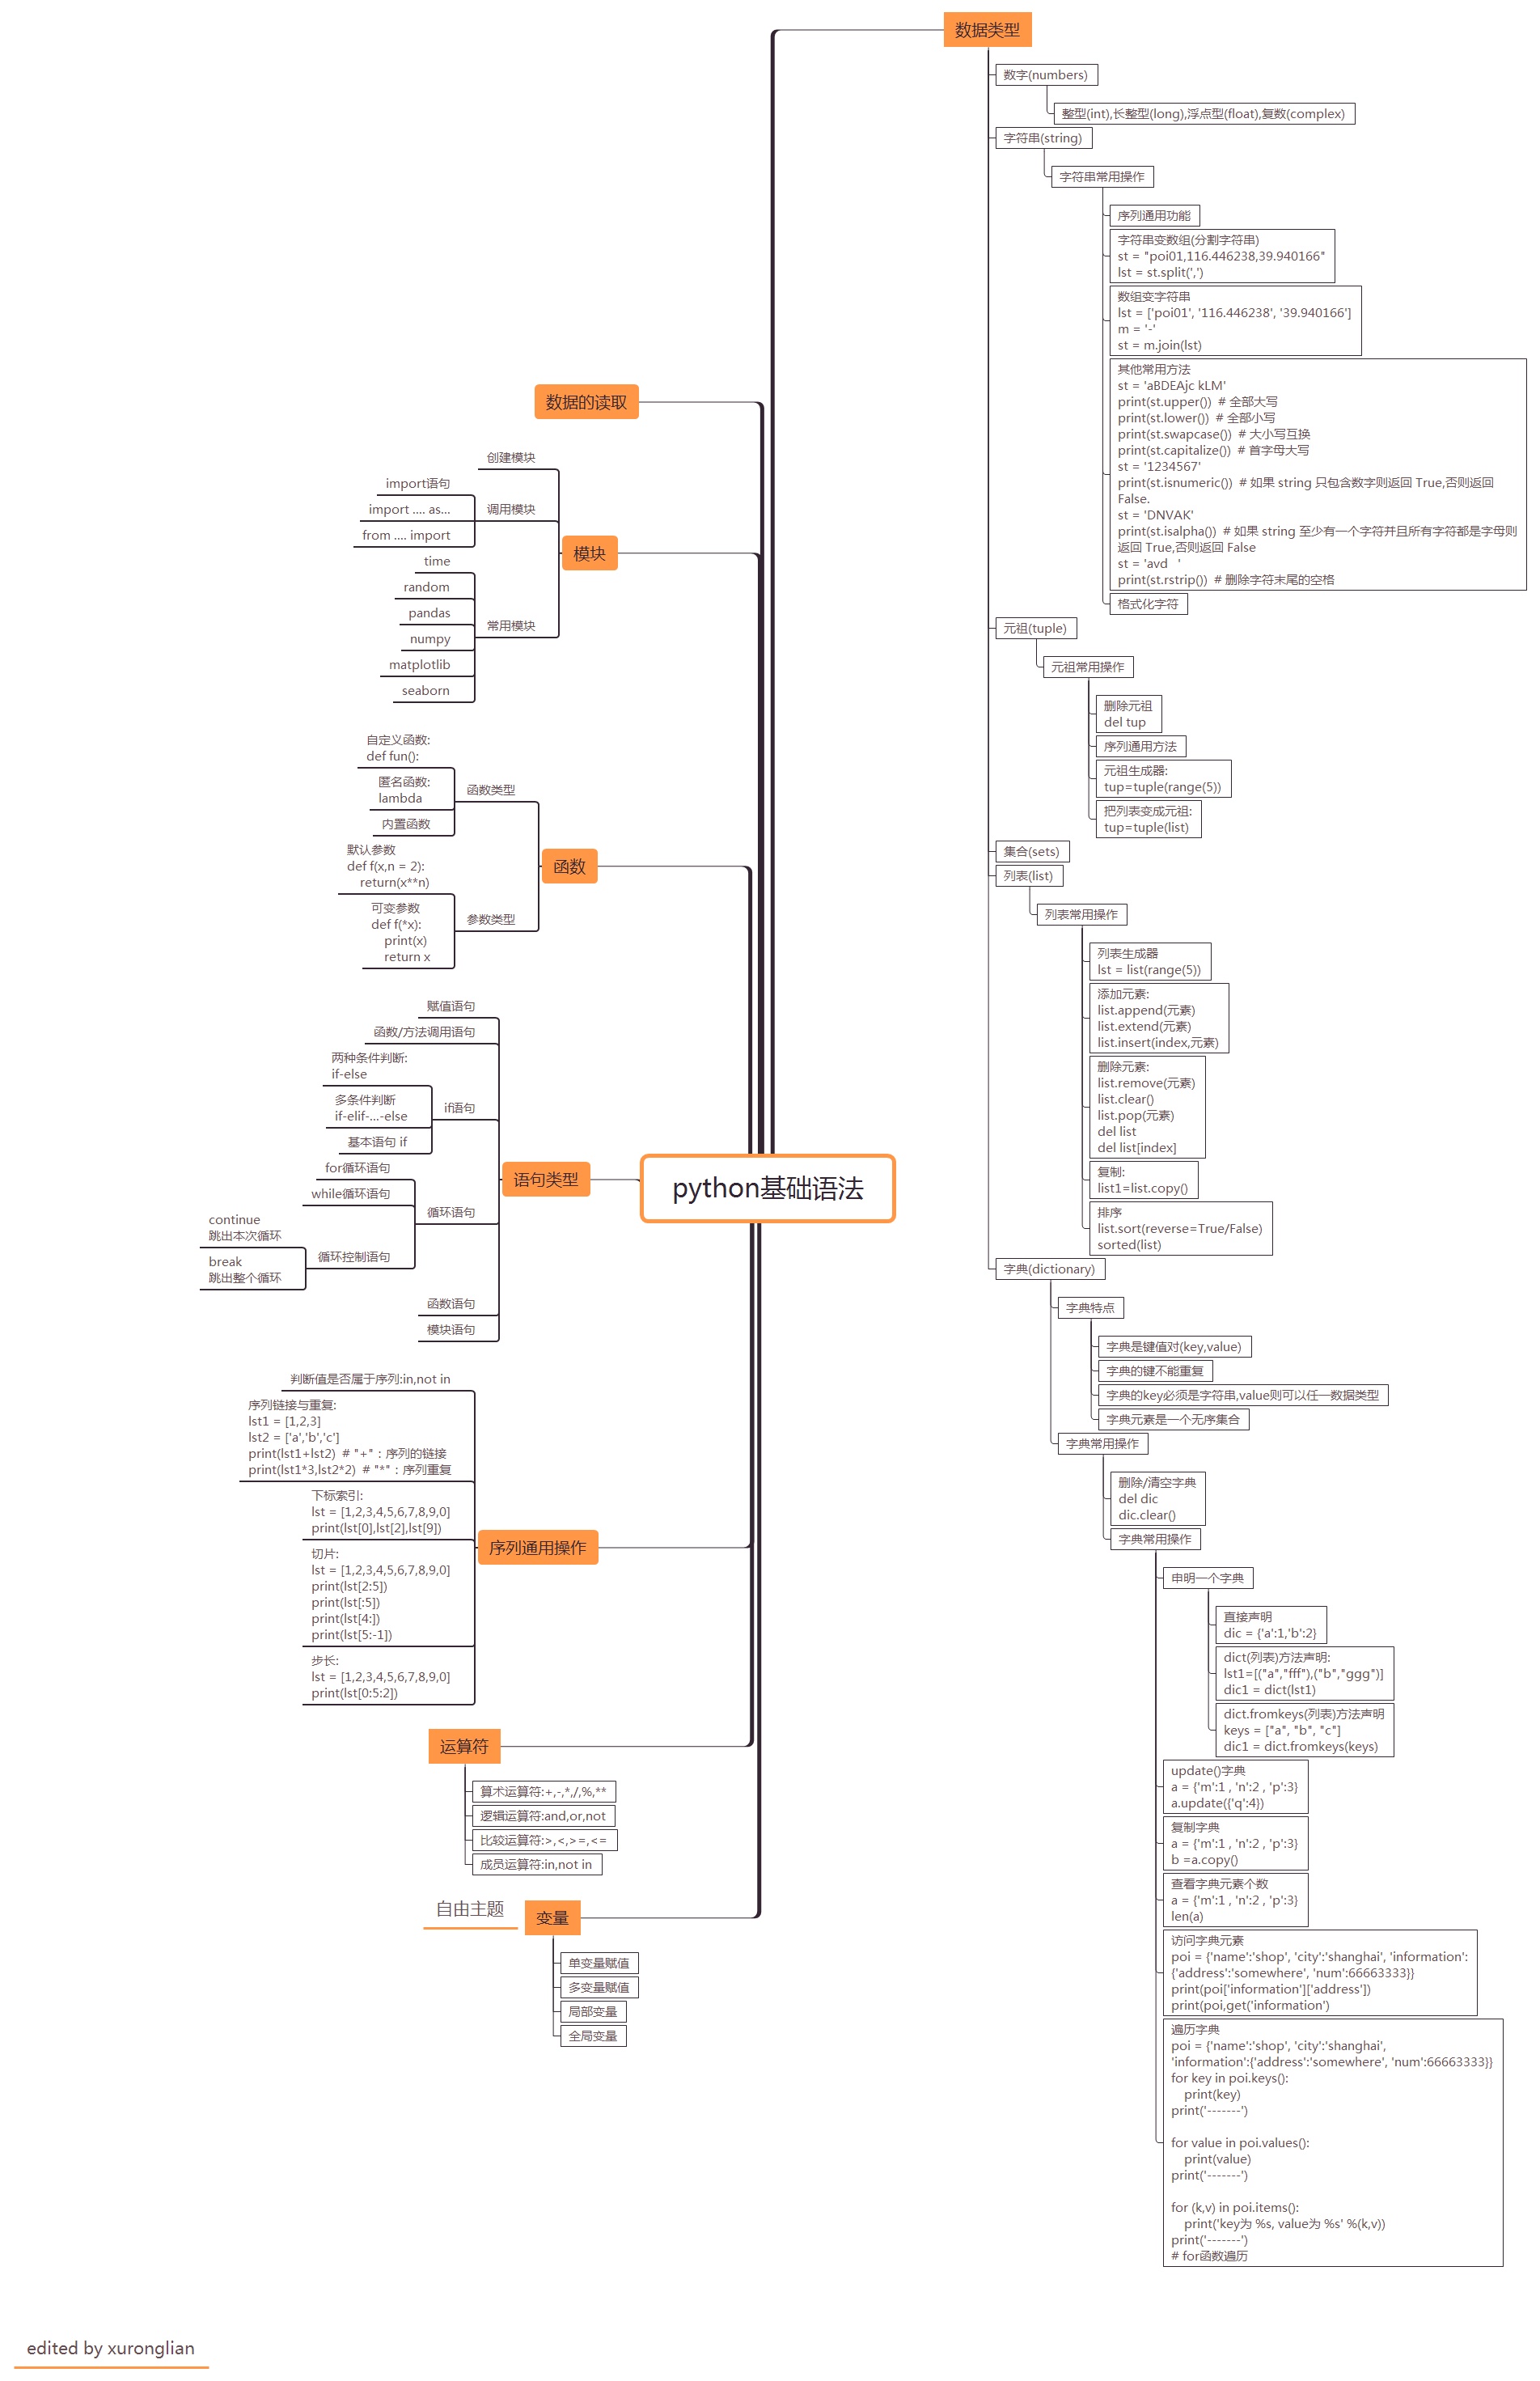 python基础语法
数据类型
数字(numbers)
整型(int),长整型(long),浮点型(float),复数(complex)
字符串(string)
字符串常用操作
序列通用功能
字符串变数组(分割字符串)
st = "poi01,116.446238,39.940166"
lst = st.split(',')
数组变字符串
lst = ['poi01', '116.446238', '39.940166']
m = '-'
st = m.join(lst)
其他常用方法
st = 'aBDEAjc kLM'
print(st.upper())  # 全部大写
print(st.lower())  # 全部小写
print(st.swapcase())  # 大小写互换
print(st.capitalize())  # 首字母大写
st = '1234567'
print(st.isnumeric())  # 如果 string 只包含数字则返回 True,否则返回
False.
st = 'DNVAK'
print(st.isalpha())  # 如果 string 至少有一个字符并且所有字符都是字母则
返回 True,否则返回 False
st = 'avd   '
print(st.rstrip())  # 删除字符末尾的空格
格式化字符
元祖(tuple)
元祖常用操作
删除元祖
del tup
序列通用方法
元祖生成器:
tup=tuple(range(5))
把列表变成元祖:
tup=tuple(list)
集合(sets)
列表(list)
列表常用操作
列表生成器
lst = list(range(5))
添加元素:
list.append(元素)
list.extend(元素)
list.insert(index,元素)
删除元素:
list.remove(元素)
list.clear()
list.pop(元素)
del list
del list[index]
复制:
list1=list.copy()
排序
list.sort(reverse=True/False)
sorted(list)
字典(dictionary)
字典特点
字典是键值对(key,value)
字典的键不能重复
字典的key必须是字符串,value则可以任一数据类型
字典元素是一个无序集合
字典常用操作
删除/清空字典
del dic
dic.clear()
字典常用操作
申明一个字典
直接声明
dic = {'a':1,'b':2}
dict(列表)方法声明:
lst1=[("a","fff"),("b","ggg")]
dic1 = dict(lst1)
dict.fromkeys(列表)方法声明
keys = ["a", "b", "c"]
dic1 = dict.fromkeys(keys)
update()字典
a = {'m':1 , 'n':2 , 'p':3}
a.update({'q':4})
复制字典
a = {'m':1 , 'n':2 , 'p':3}
b =a.copy()
查看字典元素个数
a = {'m':1 , 'n':2 , 'p':3}
len(a)
访问字典元素
poi = {'name':'shop', 'city':'shanghai', 'information':
{'address':'somewhere', 'num':66663333}}
print(poi['information']['address'])
print(poi,get('information')
遍历字典
poi = {'name':'shop', 'city':'shanghai',
'information':{'address':'somewhere', 'num':66663333}}
for key in poi.keys():
    print(key)
print('-------')
for value in poi.values():
    print(value)
print('-------')
for (k,v) in poi.items():
    print('key为 %s, value为 %s' %(k,v))
print('-------')
# for函数遍历
数据的读取
模块
创建模块
调用模块
import语句
import .... as...
from .... import
常用模块
time
random
pandas
numpy
matplotlib
seaborn
函数
函数类型
自定义函数:
def fun():
匿名函数:
lambda
内置函数
参数类型
默认参数
def f(x,n = 2):
    return(x**n)
可变参数
def f(*x):
    print(x)
    return x
语句类型
赋值语句
函数/方法调用语句
if语句
两种条件判断:
if-else
多条件判断
if-elif-...-else
基本语句 if
循环语句
for循环语句
while循环语句
循环控制语句
continue
跳出本次循环
break
跳出整个循环
函数语句
模块语句
序列通用操作
判断值是否属于序列:in,not in
序列链接与重复:
lst1 = [1,2,3]
lst2 = ['a','b','c']
print(lst1+lst2)  # "+"：序列的链接
print(lst1*3,lst2*2)  # "*"：序列重复
下标索引:
lst = [1,2,3,4,5,6,7,8,9,0]
print(lst[0],lst[2],lst[9])
切片:
lst = [1,2,3,4,5,6,7,8,9,0]
print(lst[2:5])
print(lst[:5])
print(lst[4:])
print(lst[5:-1])
步长:
lst = [1,2,3,4,5,6,7,8,9,0]
print(lst[0:5:2])
运算符
算术运算符:+,-,*,/,%,**
逻辑运算符:and,or,not
比较运算符:>,<,>=,<=
成员运算符:in,not in
自由主题
变量
单变量赋值
多变量赋值
局部变量
全局变量
edited by xuronglian